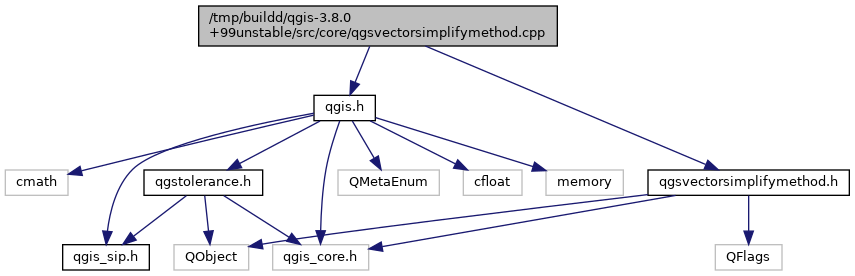 /tmp/buildd/qgis-3.8.0
+99unstable/src/core/qgsvectorsimplifymethod.cpp
qgis.h
cmath
qgstolerance.h
QMetaEnum
cfloat
memory
qgsvectorsimplifymethod.h
qgis_sip.h
QObject
qgis_core.h
QFlags